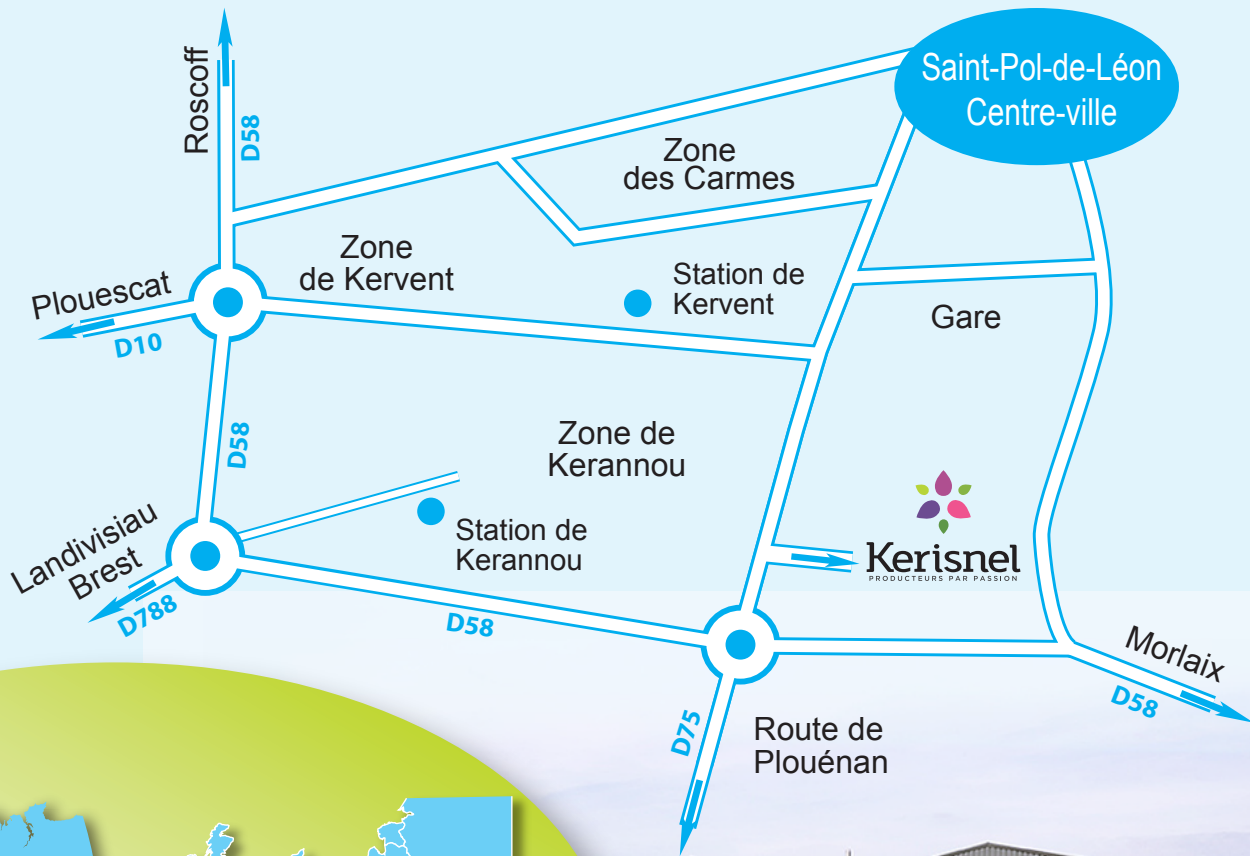 Saint-Pol-de-Léon
Centre-ville
Roscoff
D58
Zone
des Carmes
Zone
de Kervent
Station de
Kervent
Plouescat
D10
Gare
D58
Zone de
Kerannou
Station de
Kerannou
Kerisnel
PRODUCTEURS PAR PASSION
Landivisiau
Brest
D788
D58
Morlaix
D58
D75
Route de
Plouénan